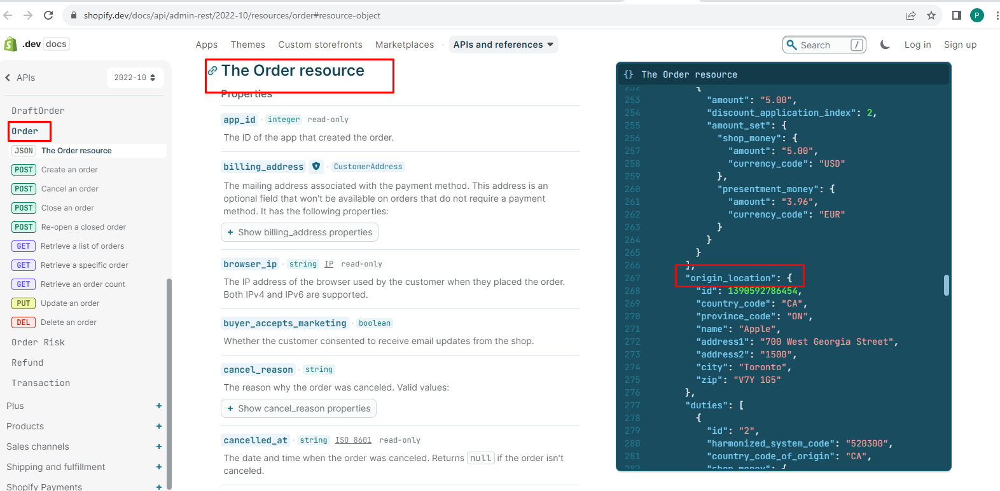 shopify.dev/docs/api/admin-rest/2022-10/resources/order#resource-object
P
.dev docs
Apps
Themes
Custom storefronts
Marketplaces
APIs and references
Search /
Log in
Sign up
APIs
2022-10
DraftOrder
Order
JSON The Order resource
POST Create an order
POST Cancel an order
POST Close an order
POST Re-open a closed order
GET Retrieve a list of orders
GET Retrieve a specific order
GET Retrieve an order count
PUT Update an order
DEL Delete an order
Order Risk
Refund
Transaction
Plus +
Products +
Sales channels +
Shipping and fulfillment +
Shopify Payments +
The Order resource
Properties
app_id · integer read-only
The ID of the app that created the order.
billing_address · CustomerAddress
The mailing address associated with the payment method. This address is an
optional field that won't be available on orders that do not require a payment
method. It has the following properties:
+ Show billing_address properties
browser_ip · string IP read-only
The IP address of the browser used by the customer when they placed the order.
Both IPv4 and IPv6 are supported.
buyer_accepts_marketing · boolean
Whether the customer consented to receive email updates from the shop.
cancel_reason · string
The reason why the order was canceled. Valid values:
+ Show cancel_reason properties
cancelled_at · string ISO 8601 read-only
The date and time when the order was canceled. Returns null if the order isn't
canceled.
{} The Order resource
252 {
253 "amount": "5.00",
254 "discount_application_index": 2,
255 "amount_set": {
256 "shop_money": {
257 "amount": "5.00",
258 "currency_code": "USD"
259 },
260 "presentment_money": {
261 "amount": "3.96",
262 "currency_code": "EUR"
263 }
264 }
265 }
266 ],
267 "origin_location": {
268 "id": 1390592786454,
269 "country_code": "CA",
270 "province_code": "ON",
271 "name": "Apple",
272 "address1": "700 West Georgia Street",
273 "address2": "1500",
274 "city": "Toronto",
275 "zip": "V7Y 1G5"
276 },
277 "duties": [
278 {
279 "id": "2",
280 "harmonized_system_code": "520300",
281 "country_code_of_origin": "CA",
282 "shop_money": {